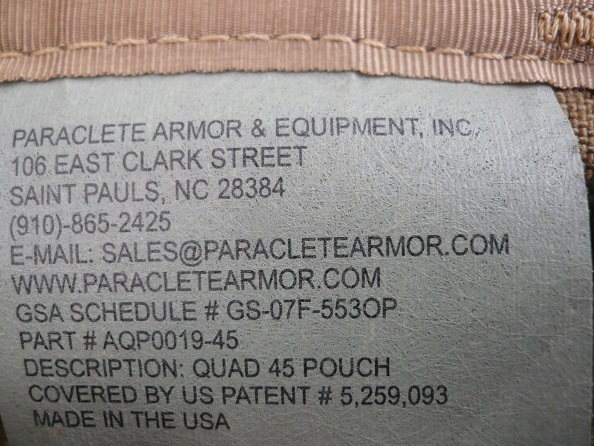 PARACLETE ARMOR & EQUIPMENT, INC.
106 EAST CLARK STREET
SAINT PAULS, NC 28384
(910)-865-2425
E-MAIL: SALES@PARACLETEARMOR.COM
WWW.PARACLETEARMOR.COM
GSA SCHEDULE # GS-07F-553OP
PART # AQP0019-45
DESCRIPTION: QUAD 45 POUCH
COVERED BY US PATENT # 5,259,093
MADE IN THE USA